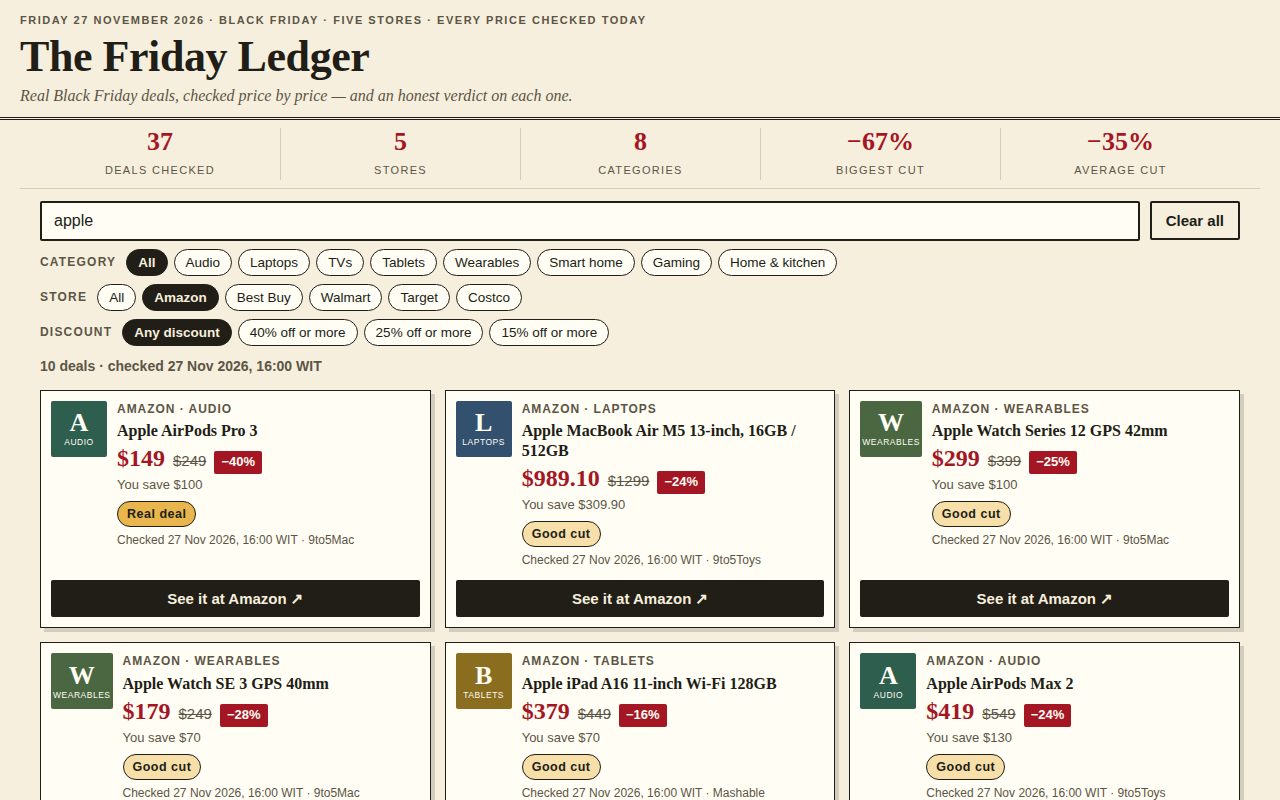 FRIDAY 27 NOVEMBER 2026 · BLACK FRIDAY · FIVE STORES · EVERY PRICE CHECKED TODAY
The Friday Ledger
Real Black Friday deals, checked price by price — and an honest verdict on each one.
37
DEALS CHECKED
5
STORES
8
CATEGORIES
−67%
BIGGEST CUT
−35%
AVERAGE CUT
apple
Clear all
CATEGORY All Audio Laptops TVs Tablets Wearables Smart home Gaming Home & kitchen
STORE All Amazon Best Buy Walmart Target Costco
DISCOUNT Any discount 40% off or more 25% off or more 15% off or more
10 deals · checked 27 Nov 2026, 16:00 WIT
A
AUDIO
AMAZON · AUDIO
Apple AirPods Pro 3
$149 $249 −40%
You save $100
Real deal
Checked 27 Nov 2026, 16:00 WIT · 9to5Mac
See it at Amazon ↗
L
LAPTOPS
AMAZON · LAPTOPS
Apple MacBook Air M5 13-inch, 16GB /
512GB
$989.10 $1299 −24%
You save $309.90
Good cut
Checked 27 Nov 2026, 16:00 WIT · 9to5Toys
See it at Amazon ↗
W
WEARABLES
AMAZON · WEARABLES
Apple Watch Series 12 GPS 42mm
$299 $399 −25%
You save $100
Good cut
Checked 27 Nov 2026, 16:00 WIT · 9to5Mac
See it at Amazon ↗
W
WEARABLES
AMAZON · WEARABLES
Apple Watch SE 3 GPS 40mm
$179 $249 −28%
You save $70
Good cut
Checked 27 Nov 2026, 16:00 WIT · 9to5Mac
B
TABLETS
AMAZON · TABLETS
Apple iPad A16 11-inch Wi-Fi 128GB
$379 $449 −16%
You save $70
Good cut
Checked 27 Nov 2026, 16:00 WIT · Mashable
A
AUDIO
AMAZON · AUDIO
Apple AirPods Max 2
$419 $549 −24%
You save $130
Good cut
Checked 27 Nov 2026, 16:00 WIT · 9to5Toys